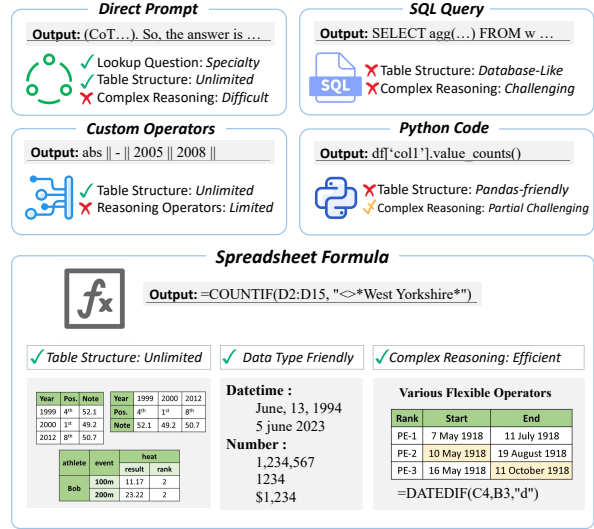 Direct Prompt
Output: (CoT…). So, the answer is …
✓ Lookup Question: Specialty
✓ Table Structure: Unlimited
✗ Complex Reasoning: Difficult
SQL Query
Output: SELECT agg(…) FROM w …
SQL
✗ Table Structure: Database-Like
✗ Complex Reasoning: Challenging
Custom Operators
Output: abs || - || 2005 || 2008 ||
✓ Table Structure: Unlimited
✗ Reasoning Operators: Limited
Python Code
Output: df['col1'].value_counts()
✗ Table Structure: Pandas-friendly
Complex Reasoning: Partial Challenging
Spreadsheet Formula
fx
Output: =COUNTIF(D2:D15, "<>*West Yorkshire*")
✓ Table Structure: Unlimited
Year Pos. Note
1999 4th 52.1
2000 1st 49.2
2012 8th 50.7
Year 1999 2000 2012
Pos. 4th 1st 8th
Note 52.1 49.2 50.7
athlete event heat
result rank
Bob 100m 11.17 2
200m 23.22 2
✓ Data Type Friendly
Datetime :
June, 13, 1994
5 june 2023
Number :
1,234,567
1234
$1,234
✓ Complex Reasoning: Efficient
Various Flexible Operators
Rank Start End
PE-1 7 May 1918 11 July 1918
PE-2 10 May 1918 19 August 1918
PE-3 16 May 1918 11 October 1918
=DATEDIF(C4,B3,"d")